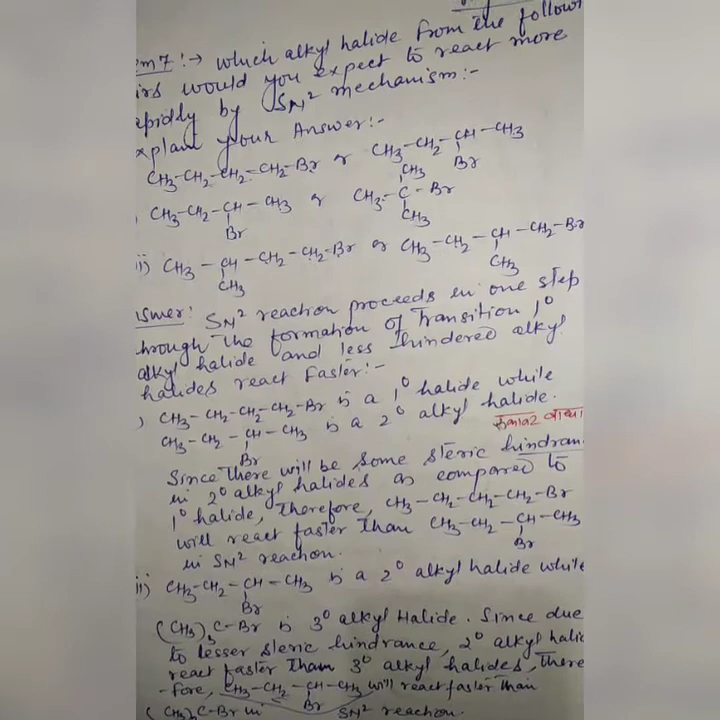 em 7 :→ which alkyl halide from the followi
irs would you expect to react more
apidly by SN² mechanism:-
xplain your Answer:-
CH3-CH2-CH2-CH2-Br or CH3-CH2-CH-CH3
Br
CH3-CH2-CH-CH3 or CH3-C-Br
CH3
Br
CH3
ii) CH3-CH-CH2-CH2-Br or CH3-CH2-CH-CH2-Br
CH3
CH3
swer: SN² reaction proceeds in one step
hrough the formation of Transition, 1°
alkyl halide and less hindered alkyl
halides react Faster:-
) CH3-CH2-CH2-CH2-Br is a 1° halide while
CH3-CH2-CH-CH3 is a 2° alkyl halide.
Br
रुकावट बाधा
Since there will be some steric hindran
in 2° alkyl halides as compared to
1° halide, Therefore, CH3-CH2-CH2-CH2-Br
will react faster than CH3-CH2-CH-CH3
Br
in SN² reaction.
ii) CH3-CH2-CH-CH3 is a 2° alkyl halide while
Br
(CH3)3C-Br is 3° alkyl Halide. Since due
to lesser steric hindrance, 2° alkyl halid
react faster than 3° alkyl halides, There
-fore, CH3-CH2-CH-CH3 will react faster than
Br
(CH3)3C-Br in SN² reaction.